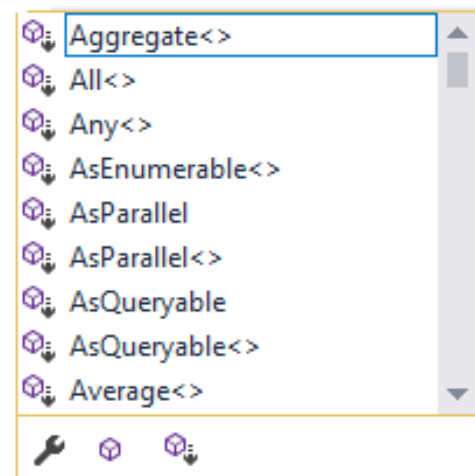 Aggregate<>
All<>
Any<>
AsEnumerable<>
AsParallel
AsParallel<>
AsQueryable
AsQueryable<>
Average<>